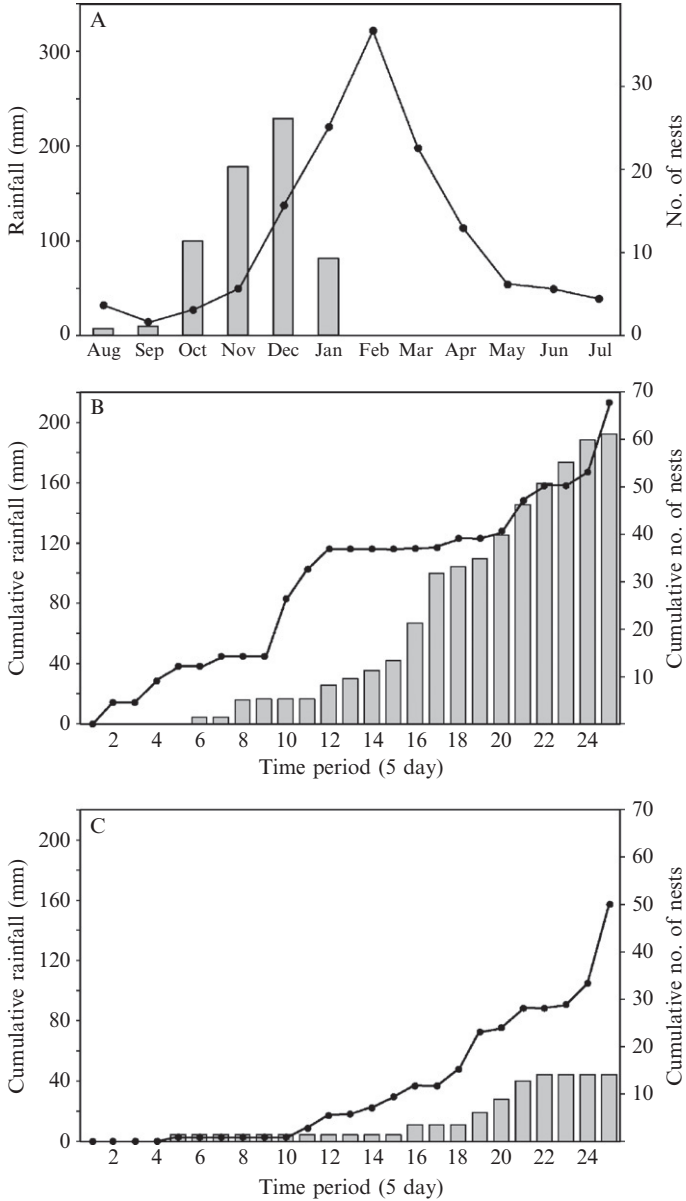 A
Rainfall (mm)
300
200
100
0
No. of nests
30
20
10
0
Aug Sep Oct Nov Dec Jan Feb Mar Apr May Jun Jul
B
Cumulative rainfall (mm)
200
160
120
80
40
0
Cumulative no. of nests
70
60
50
40
30
20
10
2 4 6 8 10 12 14 16 18 20 22 24
Time period (5 day)
C
Cumulative rainfall (mm)
200
160
120
80
40
0
Cumulative no. of nests
70
60
50
40
30
20
10
2 4 6 8 10 12 14 16 18 20 22 24
Time period (5 day)